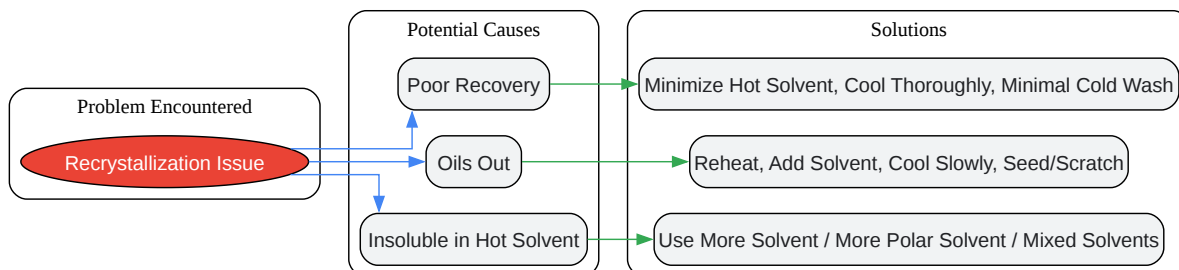 Potential Causes
Solutions
Problem Encountered
Poor Recovery
Minimize Hot Solvent, Cool Thoroughly, Minimal Cold Wash
Recrystallization Issue
Oils Out
Reheat, Add Solvent, Cool Slowly, Seed/Scratch
Insoluble in Hot Solvent
Use More Solvent / More Polar Solvent / Mixed Solvents